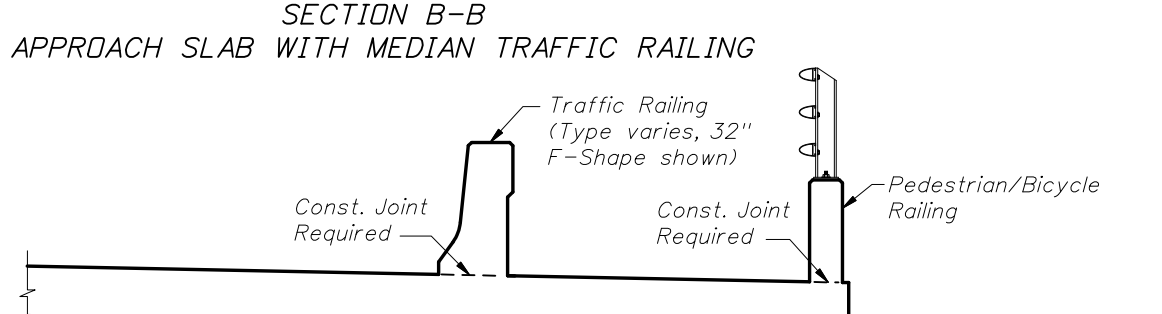 SECTION B-B
APPROACH SLAB WITH MEDIAN TRAFFIC RAILING
Traffic Railing
(Type varies, 32"
F-Shape shown)
Const. Joint
Required
Const. Joint
Required
Pedestrian/Bicycle
Railing